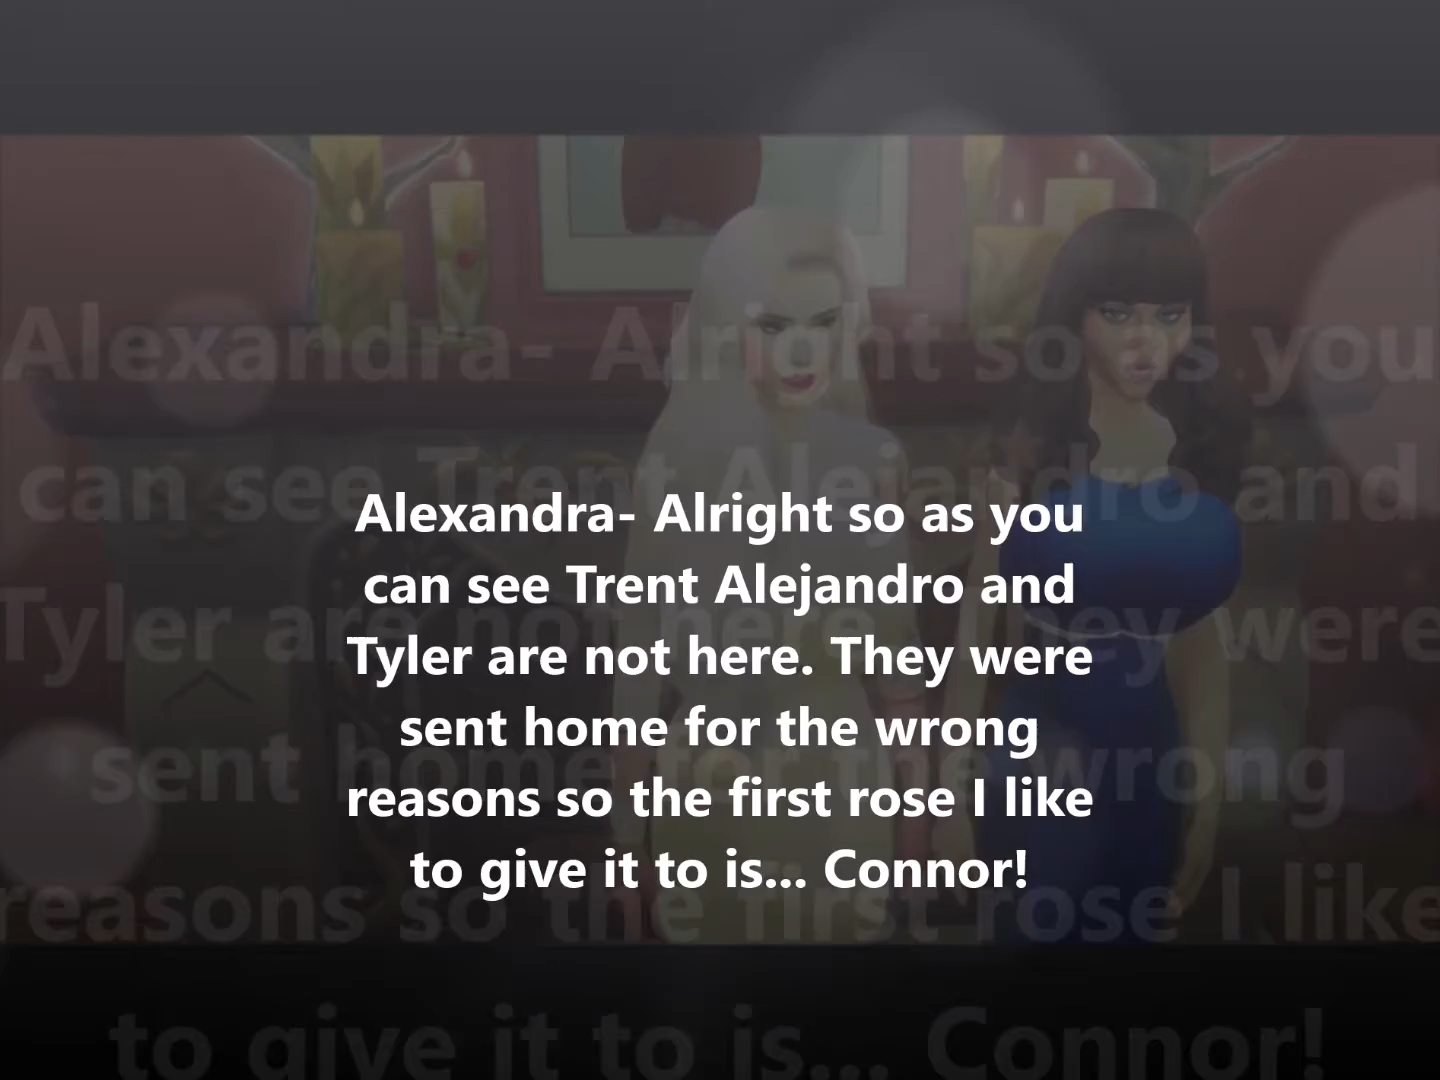 Alexandra- Alright so as you
can see Trent Alejandro and
Tyler are not here. They were
sent home for the wrong
reasons so the first rose I like
to give it to is... Connor!